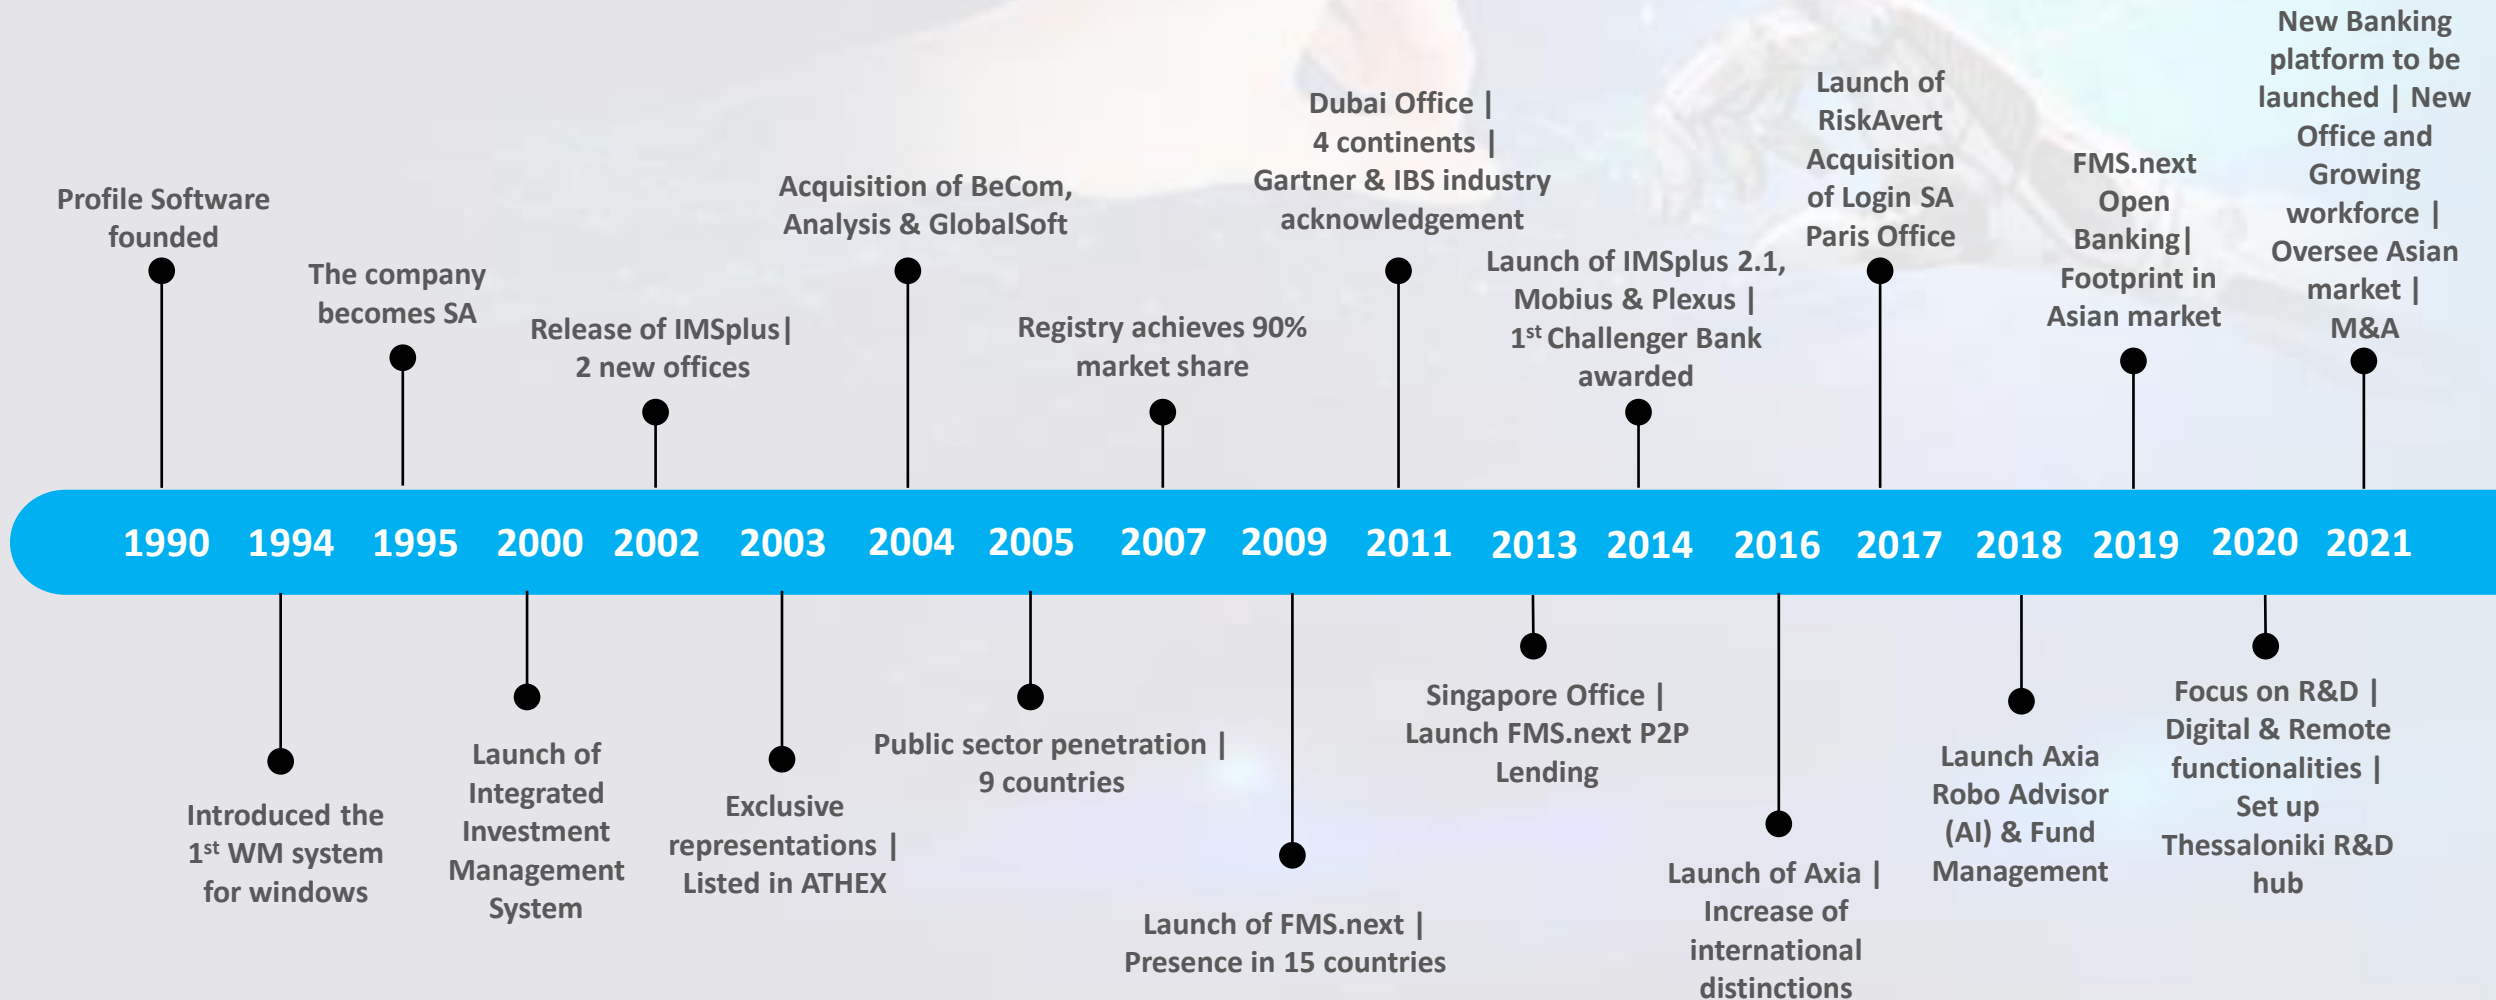 Profile Software
founded
The company
becomes SA
Release of IMSplus|
2 new offices
Acquisition of BeCom,
Analysis & GlobalSoft
Registry achieves 90%
market share
Dubai Office |
4 continents |
Gartner & IBS industry
acknowledgement
Launch of IMSplus 2.1,
Mobius & Plexus |
1st Challenger Bank
awarded
Launch of
RiskAvert
Acquisition
of Login SA
Paris Office
FMS.next
Open
Banking|
Footprint in
Asian market
New Banking
platform to be
launched | New
Office and
Growing
workforce |
Oversee Asian
market |
M&A
1990 1994 1995 2000 2002 2003 2004 2005 2007 2009 2011 2013 2014 2016 2017 2018 2019 2020 2021
Introduced the
1st WM system
for windows
Launch of
Integrated
Investment
Management
System
Exclusive
representations |
Listed in ATHEX
Public sector penetration |
9 countries
Launch of FMS.next |
Presence in 15 countries
Singapore Office |
Launch FMS.next P2P
Lending
Launch of Axia |
Increase of
international
distinctions
Launch Axia
Robo Advisor
(AI) & Fund
Management
Focus on R&D |
Digital & Remote
functionalities |
Set up
Thessaloniki R&D
hub